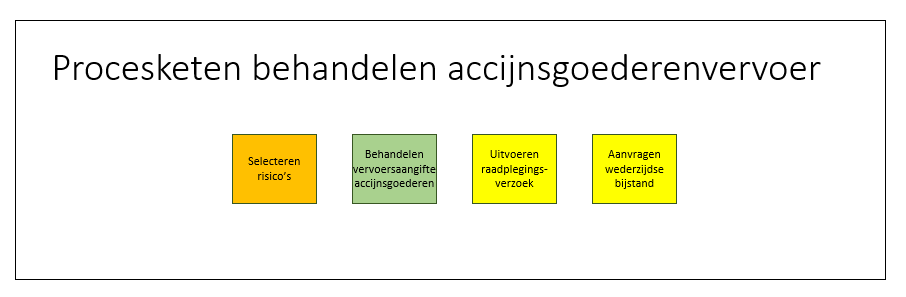 Procesketen behandelen accijnsgoederenvervoer
Selecteren
risico's
Behandelen
vervoersaangifte
accijnsgoederen
Uitvoeren
raadplegings-
verzoek
Aanvragen
wederzijdse
bijstand